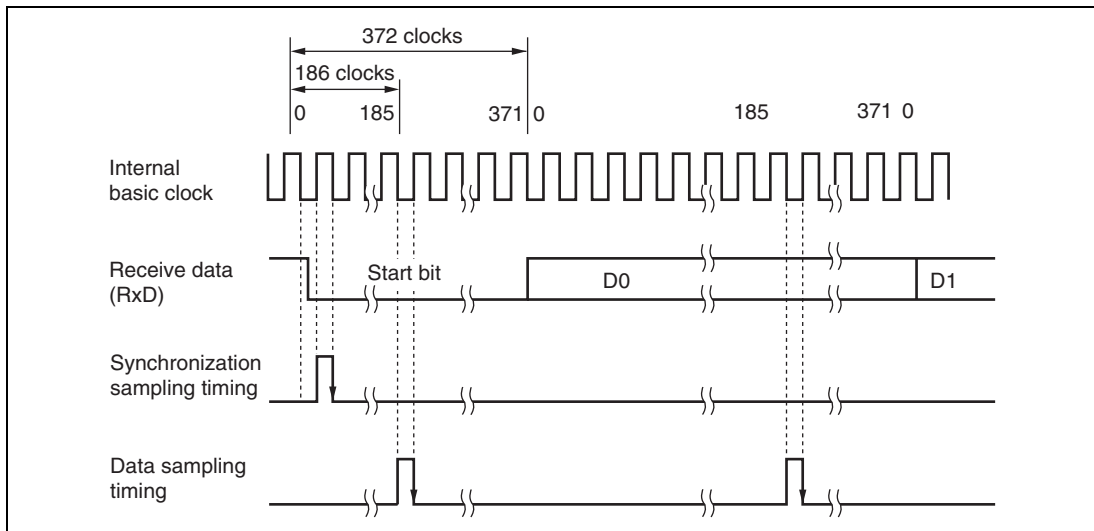 372 clocks
186 clocks
0 185 371 0 185 371 0
Internal
basic clock
Receive data
(RxD)
Start bit D0 D1
Synchronization
sampling timing
Data sampling
timing